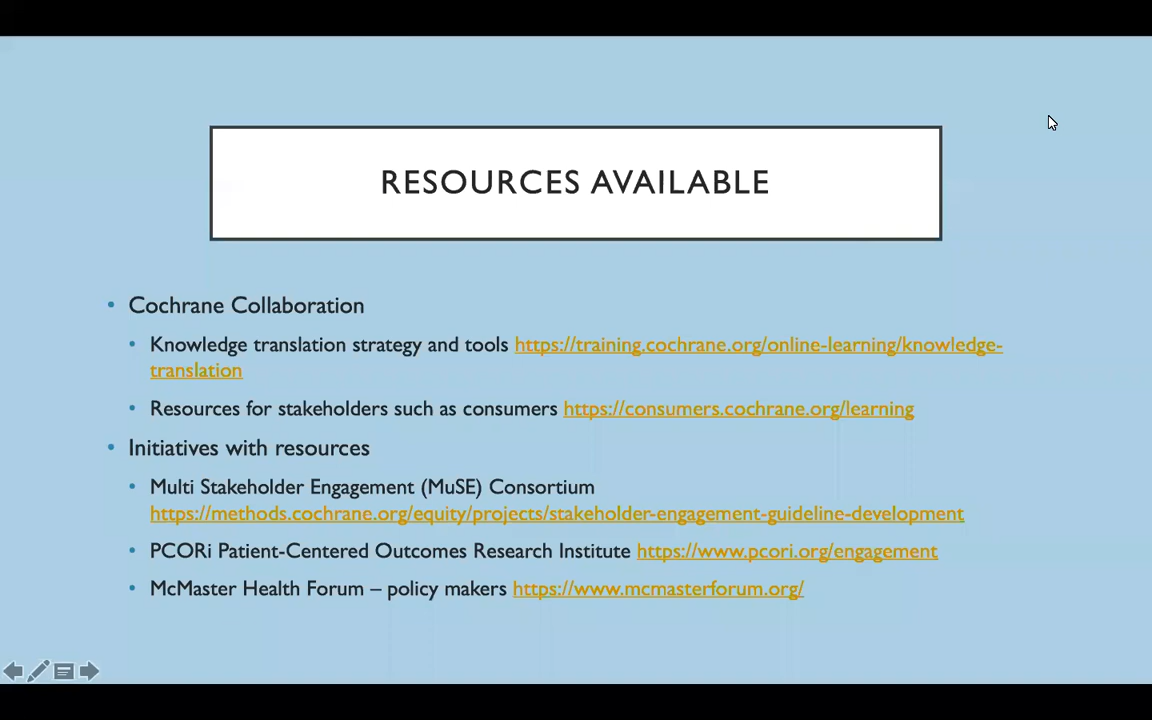 RESOURCES AVAILABLE
• Cochrane Collaboration
• Knowledge translation strategy and tools https://training.cochrane.org/online-learning/knowledge-
translation
• Resources for stakeholders such as consumers https://consumers.cochrane.org/learning
• Initiatives with resources
• Multi Stakeholder Engagement (MuSE) Consortium
https://methods.cochrane.org/equity/projects/stakeholder-engagement-guideline-development
• PCORi Patient-Centered Outcomes Research Institute https://www.pcori.org/engagement
• McMaster Health Forum – policy makers https://www.mcmasterforum.org/